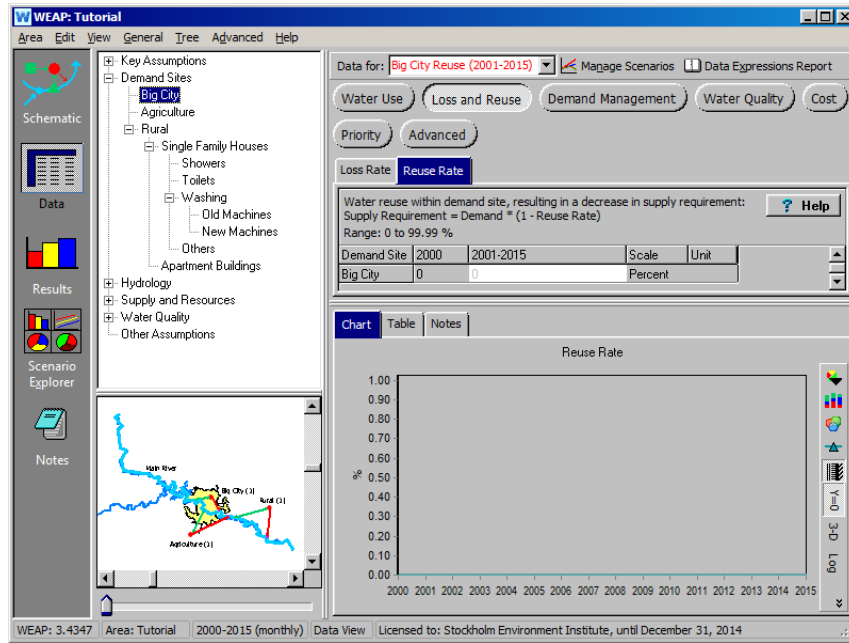 WEAP: Tutorial
Area Edit View General Tree Advanced Help
Schematic
Data
Results
Scenario
Explorer
Notes
Key Assumptions
Demand Sites
Big City
Agriculture
Rural
Single Family Houses
Showers
Toilets
Washing
Old Machines
New Machines
Others
Apartment Buildings
Hydrology
Supply and Resources
Water Quality
Other Assumptions
Main River
Big City (1)
Rural (3)
Agriculture (1)
Data for: Big City Reuse (2001-2015) Manage Scenarios Data Expressions Report
Water Use Loss and Reuse Demand Management Water Quality Cost
Priority Advanced
Loss Rate Reuse Rate
Water reuse within demand site, resulting in a decrease in supply requirement:
Supply Requirement = Demand * (1 - Reuse Rate)
Range: 0 to 99.99 %
? Help
Demand Site 2000 2001-2015 Scale Unit
Big City 0 0 Percent
Chart Table Notes
Reuse Rate
%
1.00
0.90
0.80
0.70
0.60
0.50
0.40
0.30
0.20
0.10
0.00
2000 2001 2002 2003 2004 2005 2006 2007 2008 2009 2010 2011 2012 2013 2014 2015
Y=0
3-D
Log
WEAP: 3.4347 Area: Tutorial 2000-2015 (monthly) Data View Licensed to: Stockholm Environment Institute, until December 31, 2014